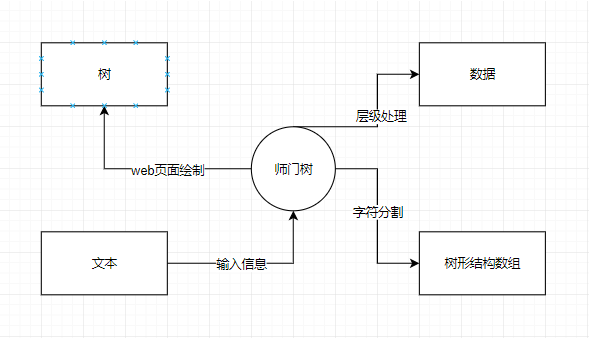 树
数据
层级处理
web页面绘制
师门树
字符分割
文本
输入信息
树形结构数组